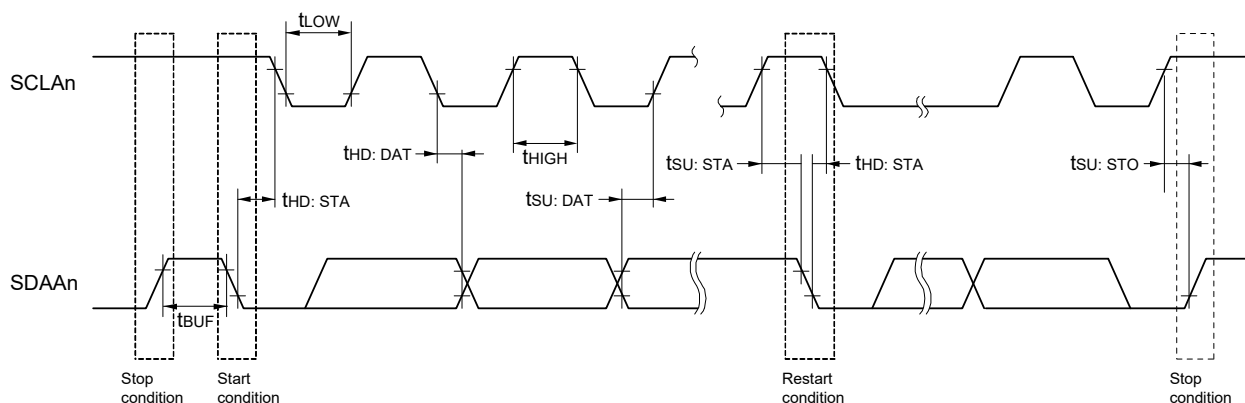 tLOW
SCLAn
tHD: DAT
tHIGH
tSU: STA
tHD: STA
tSU: STO
tHD: STA
tSU: DAT
SDAAn
tBUF
Stop
condition
Start
condition
Restart
condition
Stop
condition